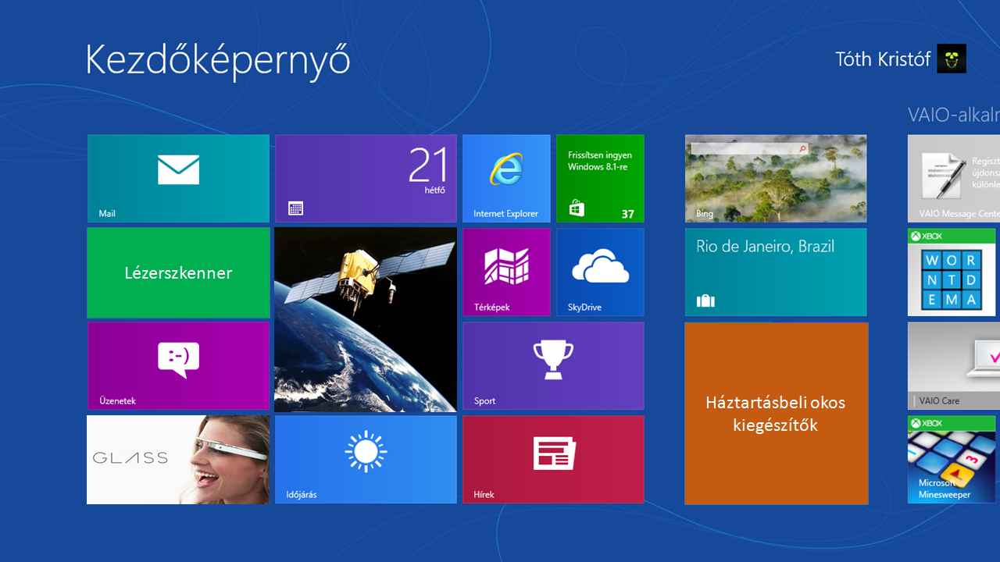 Kezdőképernyő
Tóth Kristóf
VAIO-alkalm
Mail
21
hétfő
Internet Explorer
Frissítsen ingyen
Windows 8.1-re
37
Lézerszkenner
Térképek
SkyDrive
:-)
Üzenetek
Sport
GLASS
Időjárás
Hírek
Bing
Rio de Janeiro, Brazil
Háztartásbeli okos
kiegészítők
Regiszt
újdonsá
különle
VAIO Message Cente
XBOX
W O R
N T D
E M A
VAIO Care
XBOX
3
Microsoft
Minesweeper